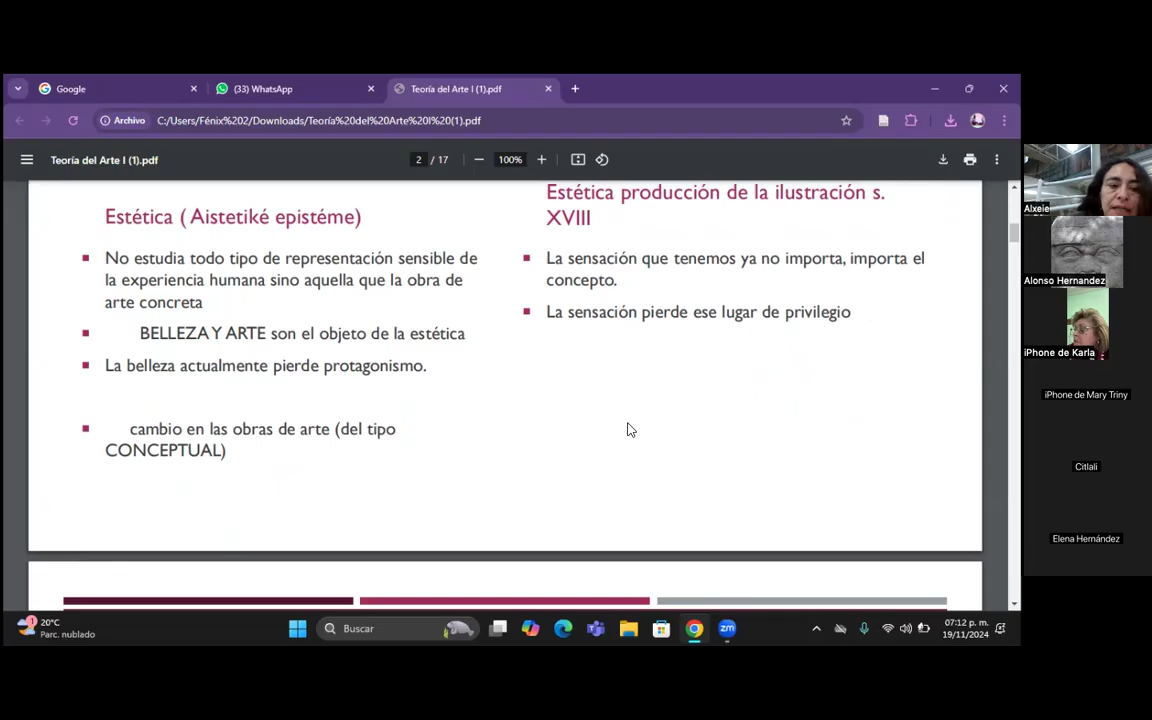 Google
(33) WhatsApp
Teoría del Arte I (1).pdf
Archivo
C:/Users/Fénix%202/Downloads/Teoría%20del%20Arte%20I%20(1).pdf
Teoría del Arte I (1).pdf
2 / 17
100%
Estética ( Aistetiké epistéme)
No estudia todo tipo de representación sensible de
la experiencia humana sino aquella que la obra de
arte concreta
BELLEZA Y ARTE son el objeto de la estética
La belleza actualmente pierde protagonismo.
cambio en las obras de arte (del tipo
CONCEPTUAL)
Estética producción de la ilustración s.
XVIII
La sensación que tenemos ya no importa, importa el
concepto.
La sensación pierde ese lugar de privilegio
Alxeie
Alonso Hernandez
iPhone de Karla
iPhone de Mary Triny
Citlali
Elena Hernández
1
20°C
Parc. nublado
Buscar
zm
07:12 p. m.
19/11/2024